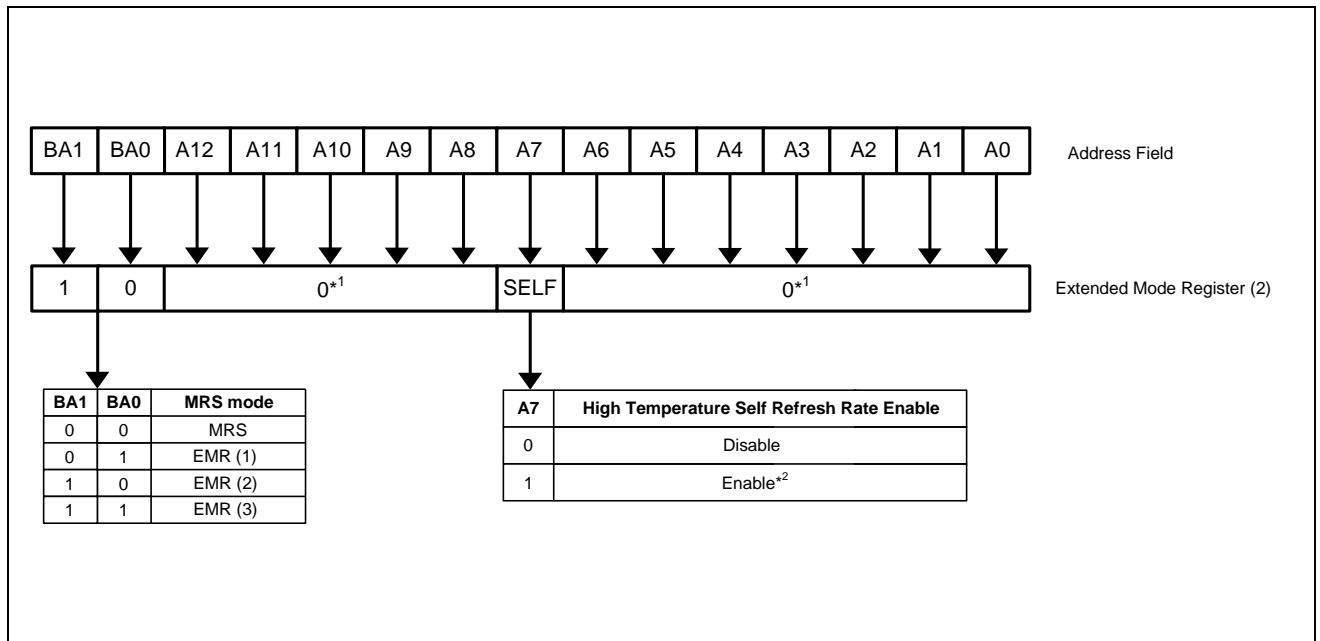 BA1 BA0 A12 A11 A10 A9 A8 A7 A6 A5 A4 A3 A2 A1 A0 Address Field
1 0 0*1 SELF 0*1 Extended Mode Register (2)
BA1 BA0 MRS mode
0 0 MRS
0 1 EMR (1)
1 0 EMR (2)
1 1 EMR (3)
A7 High Temperature Self Refresh Rate Enable
0 Disable
1 Enable*2